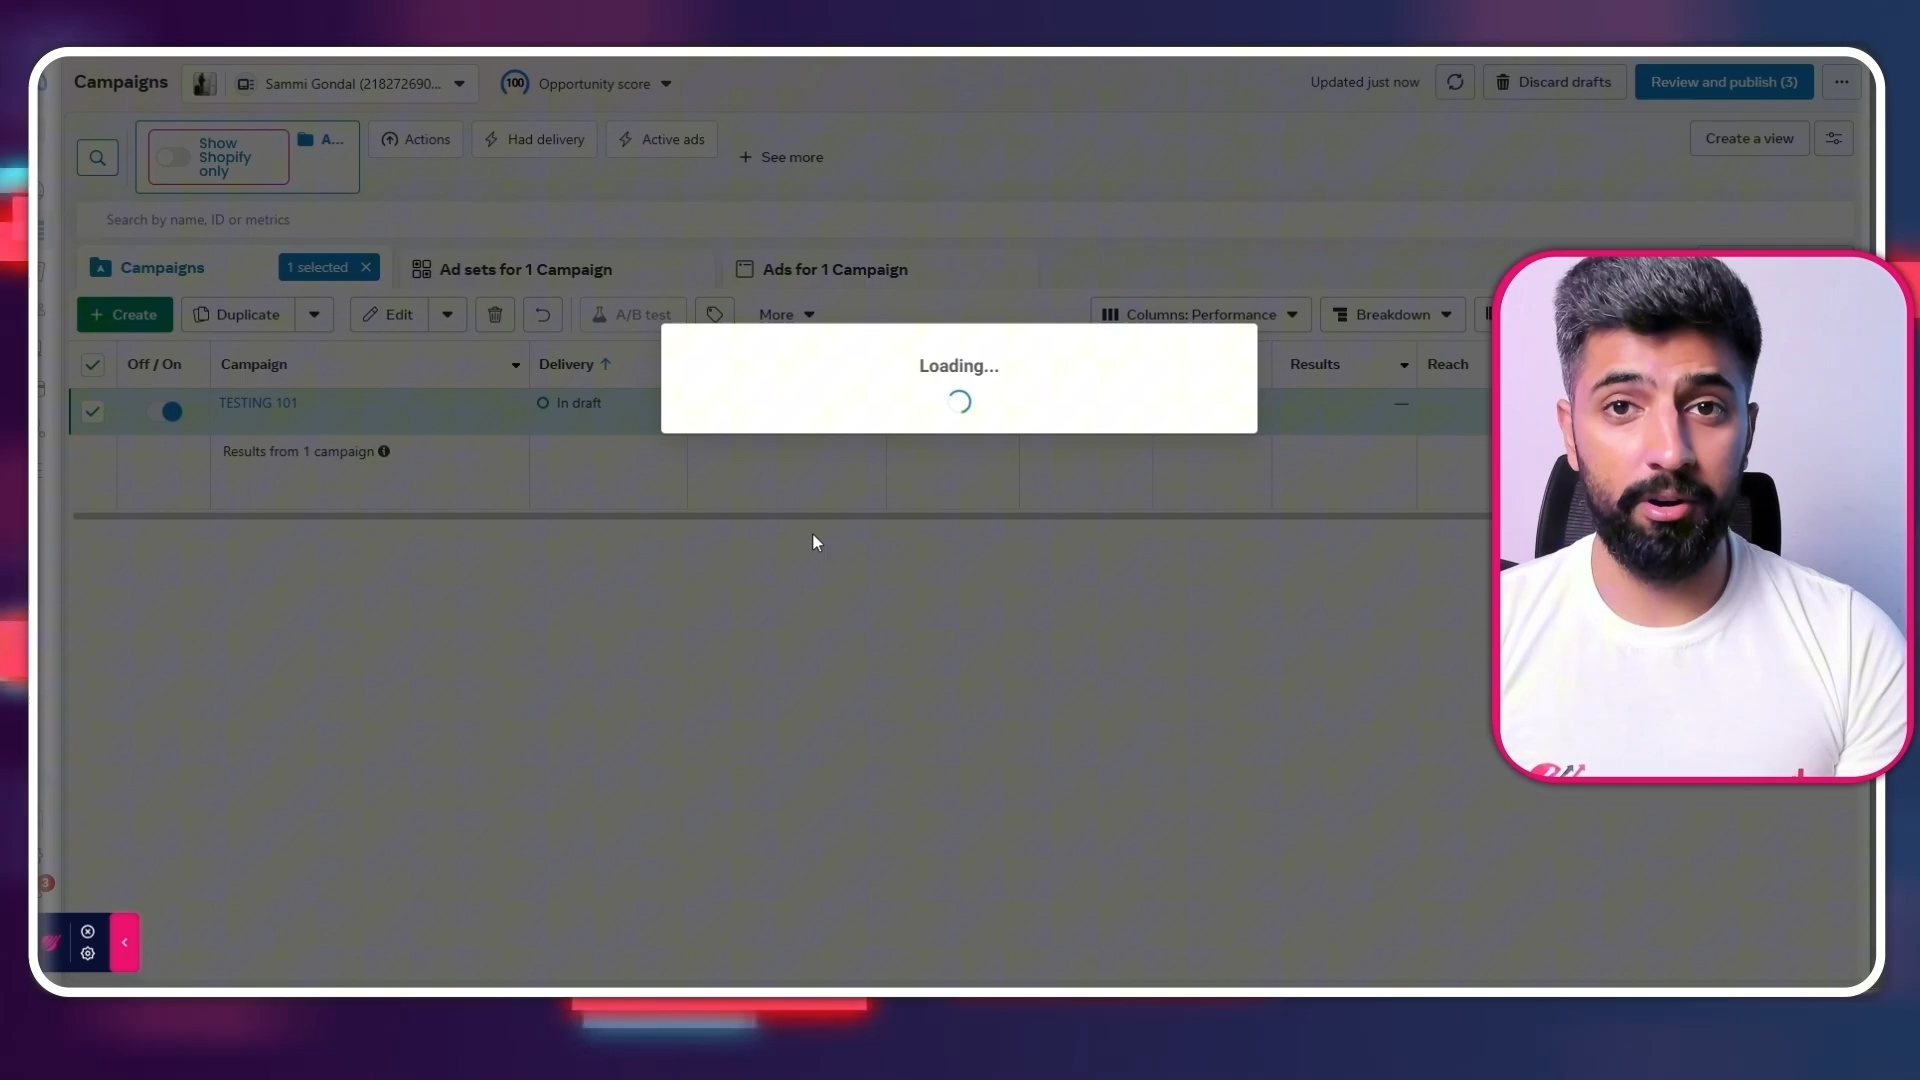 Campaigns
Sammi Gondal (218272690...
100
Opportunity score
Updated just now
Discard drafts
Review and publish (3)
Show
Shopify
only
A...
Actions
Had delivery
Active ads
+ See more
Create a view
Search by name, ID or metrics
Campaigns
1 selected
Ad sets for 1 Campaign
Ads for 1 Campaign
+ Create
Duplicate
Edit
A/B test
More
Columns: Performance
Breakdown
Off / On
Campaign
Delivery ↑
Loading...
Results
Reach
TESTING 101
In draft
—
Results from 1 campaign
3